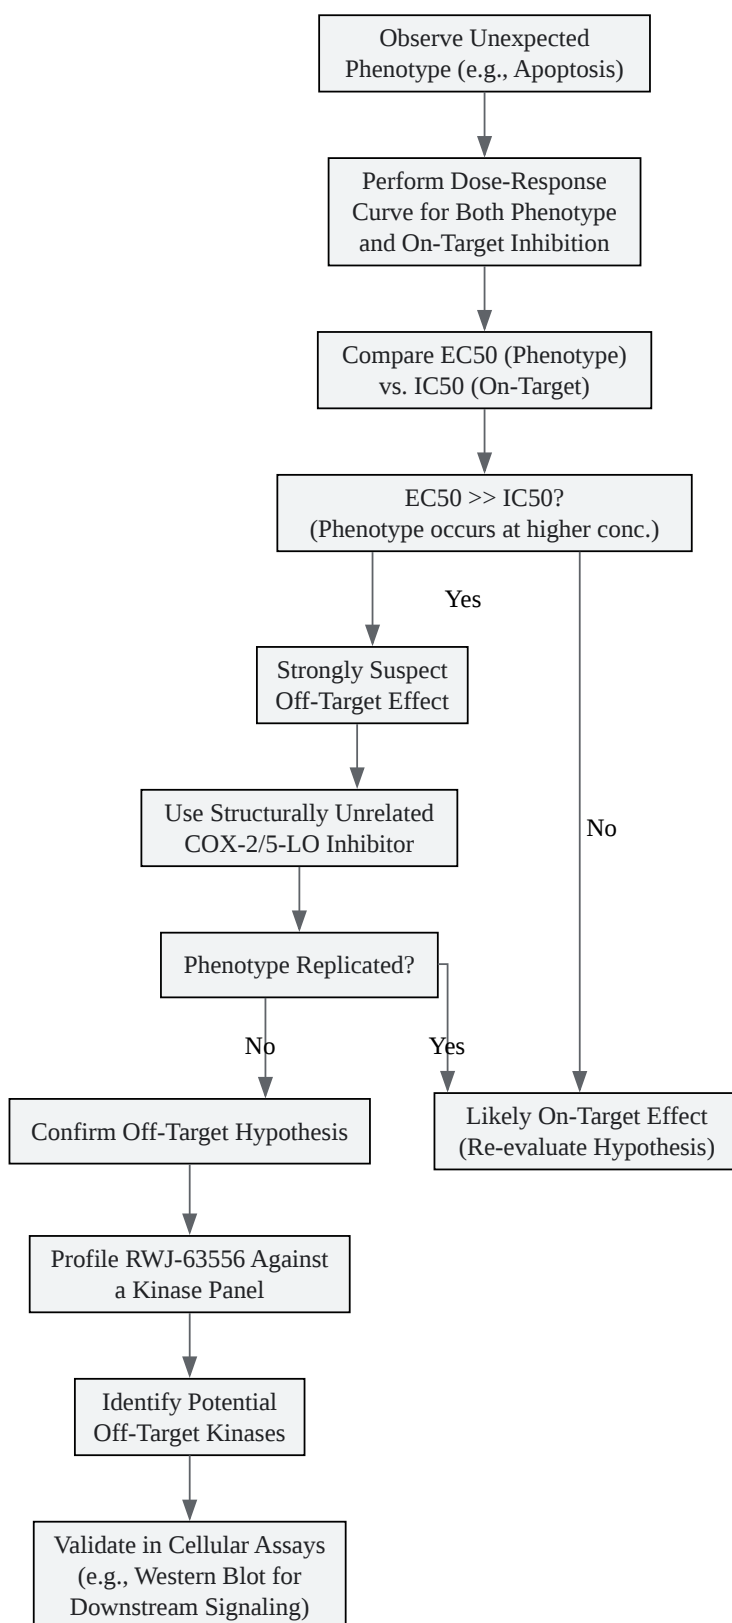 Observe Unexpected
Phenotype (e.g., Apoptosis)
Perform Dose-Response
Curve for Both Phenotype
and On-Target Inhibition
Compare EC50 (Phenotype)
vs. IC50 (On-Target)
EC50 >> IC50?
(Phenotype occurs at higher conc.)
Yes
Strongly Suspect
Off-Target Effect
Use Structurally Unrelated
COX-2/5-LO Inhibitor
No
Phenotype Replicated?
No
Yes
Confirm Off-Target Hypothesis
Likely On-Target Effect
(Re-evaluate Hypothesis)
Profile RWJ-63556 Against
a Kinase Panel
Identify Potential
Off-Target Kinases
Validate in Cellular Assays
(e.g., Western Blot for
Downstream Signaling)